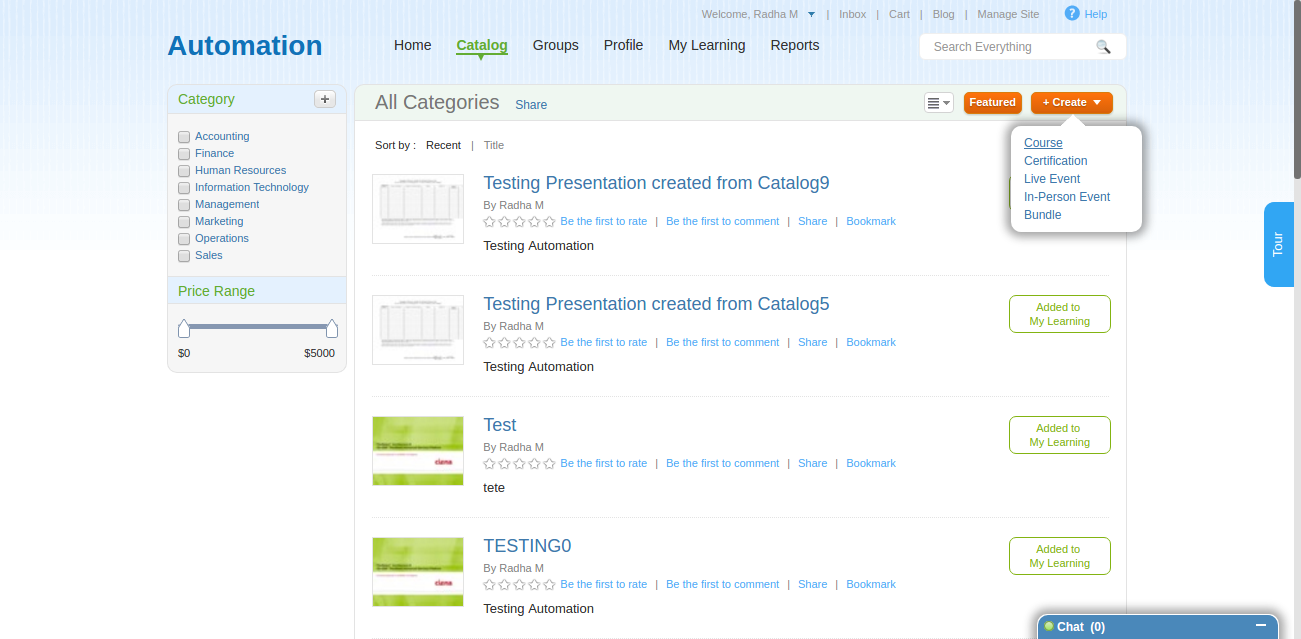 Welcome, Radha M | Inbox | Cart | Blog | Manage Site ? Help
Automation
Home Catalog Groups Profile My Learning Reports
Search Everything
Category +
Accounting
Finance
Human Resources
Information Technology
Management
Marketing
Operations
Sales
Price Range
$0 $5000
All Categories Share
Featured + Create
Course
Certification
Live Event
In-Person Event
Bundle
Sort by : Recent | Title
Testing Presentation created from Catalog9
By Radha M
Be the first to rate | Be the first to comment | Share | Bookmark
Testing Automation
Testing Presentation created from Catalog5
By Radha M
Be the first to rate | Be the first to comment | Share | Bookmark
Testing Automation
Added to
My Learning
Test
By Radha M
Be the first to rate | Be the first to comment | Share | Bookmark
tete
Added to
My Learning
ciena
TESTING0
By Radha M
Be the first to rate | Be the first to comment | Share | Bookmark
Testing Automation
Added to
My Learning
ciena
Tour
Chat (0)